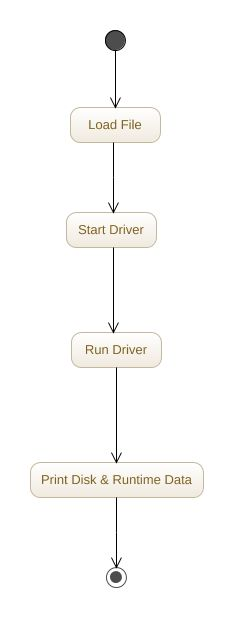 Load File
Start Driver
Run Driver
Print Disk & Runtime Data